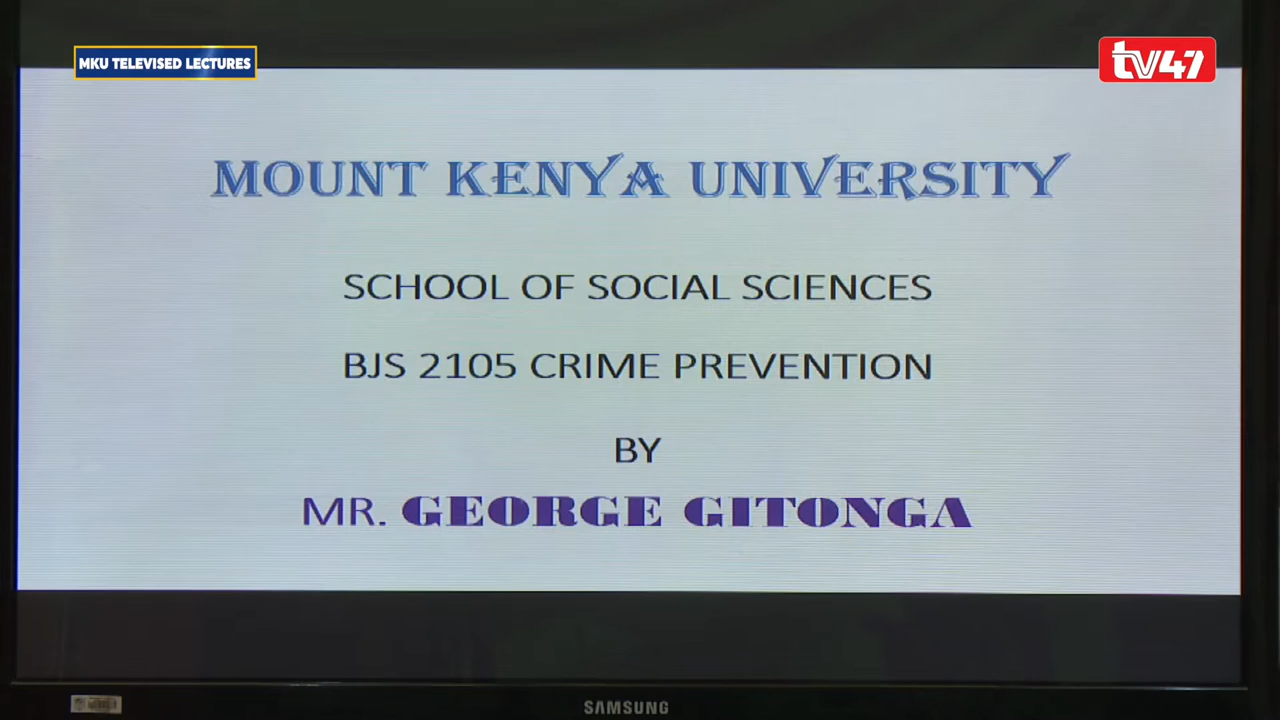 MKU TELEVISED LECTURES
tv47
MOUNT KENYA UNIVERSITY
SCHOOL OF SOCIAL SCIENCES
BJS 2105 CRIME PREVENTION
BY
MR. GEORGE GITONGA
SAMSUNG